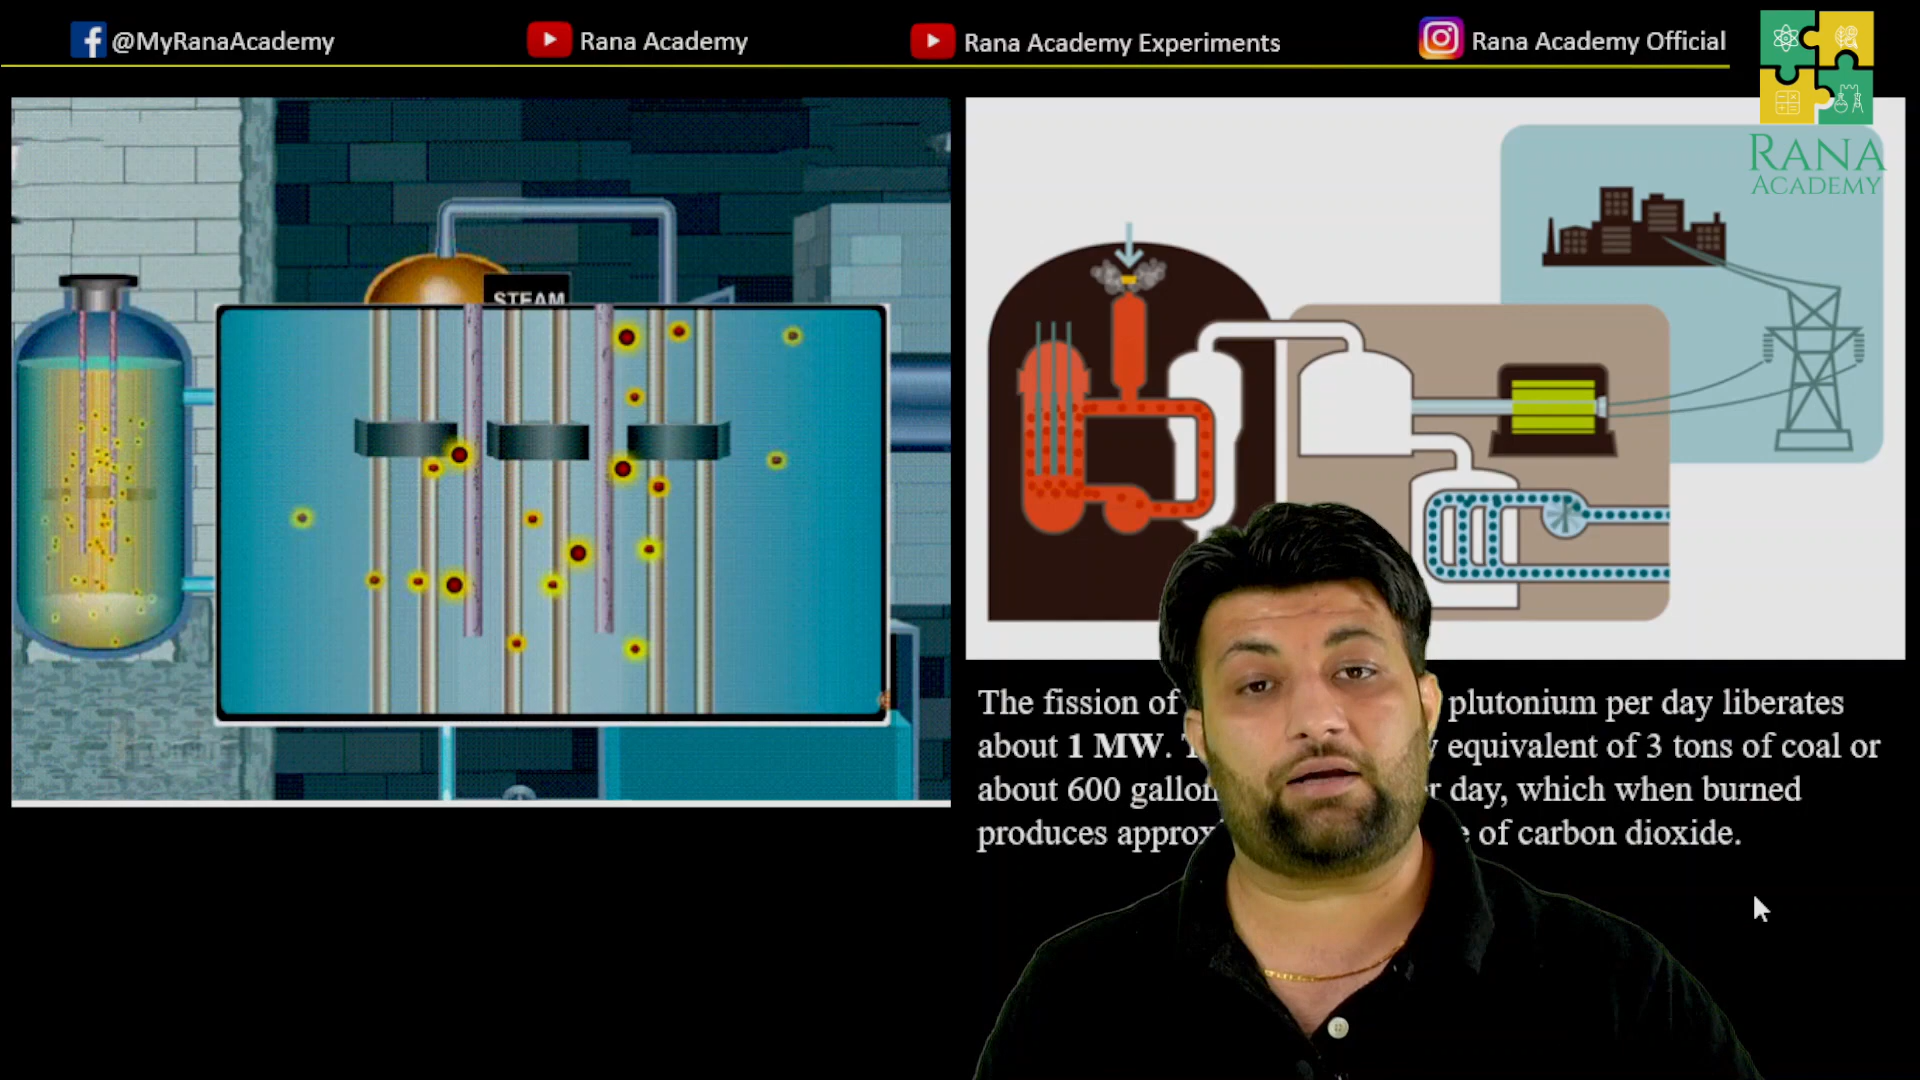 @MyRanaAcademy
Rana Academy
Rana Academy Experiments
Rana Academy Official
RANA
ACADEMY
STEAM
The fission of plutonium per day liberates
about 1 MW. equivalent of 3 tons of coal or
about 600 day, which when burned
produces of carbon dioxide.